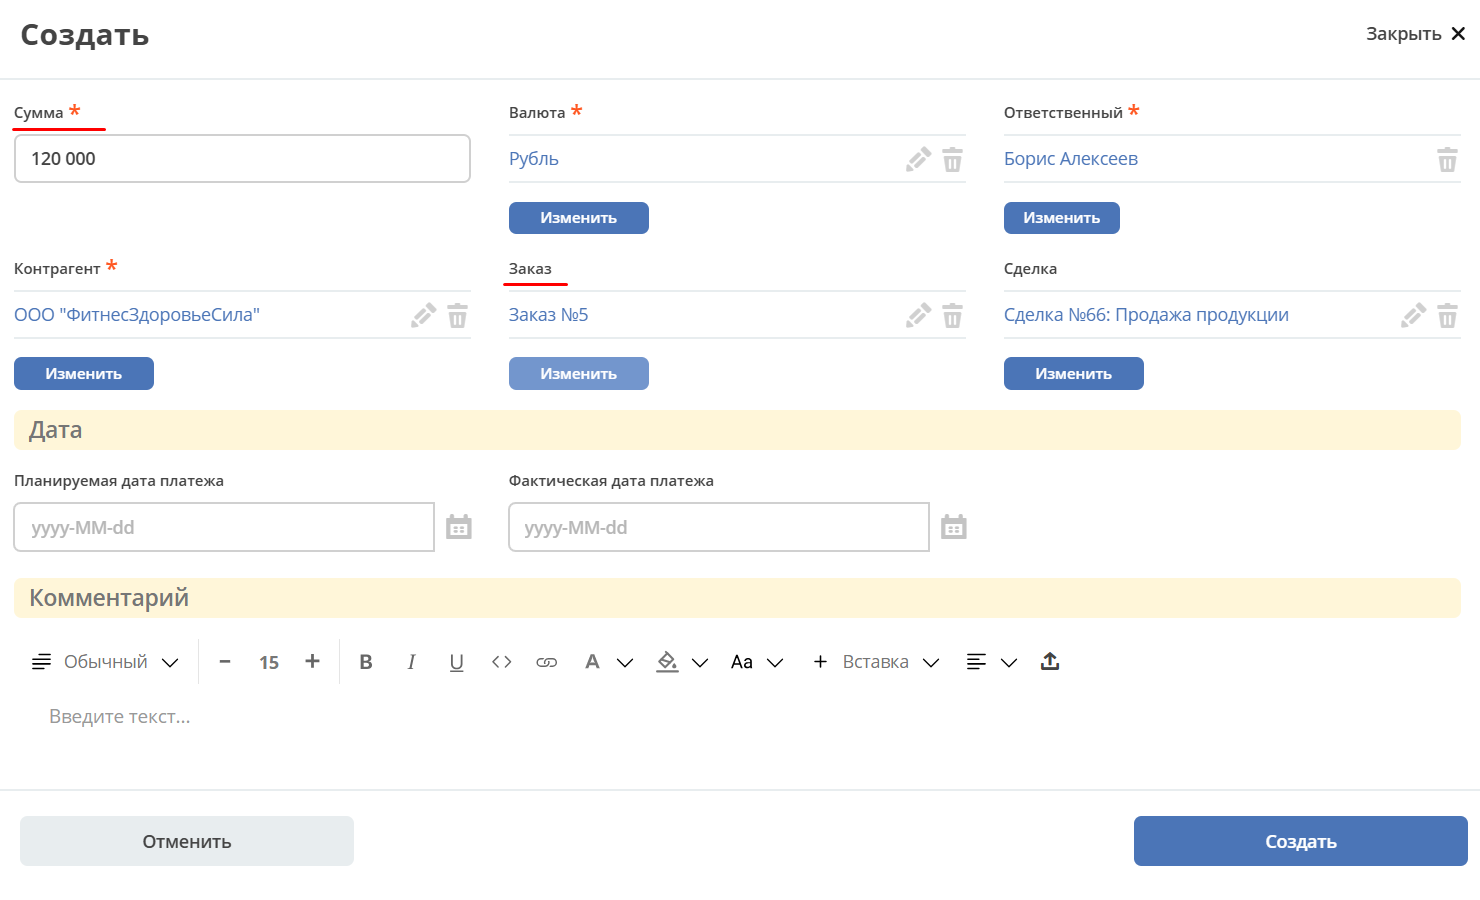 Создать
Закрыть
Сумма *
Валюта *
Ответственный *
120 000
Рубль
Борис Алексеев
Изменить
Изменить
Контрагент *
Заказ
Сделка
ООО "ФитнесЗдоровьеСила"
Заказ №5
Сделка №66: Продажа продукции
Изменить
Изменить
Изменить
Дата
Планируемая дата платежа
Фактическая дата платежа
yyyy-MM-dd
yyyy-MM-dd
Комментарий
Обычный − 15 + B I U <> A Aa + Вставка
Введите текст...
Отменить
Создать